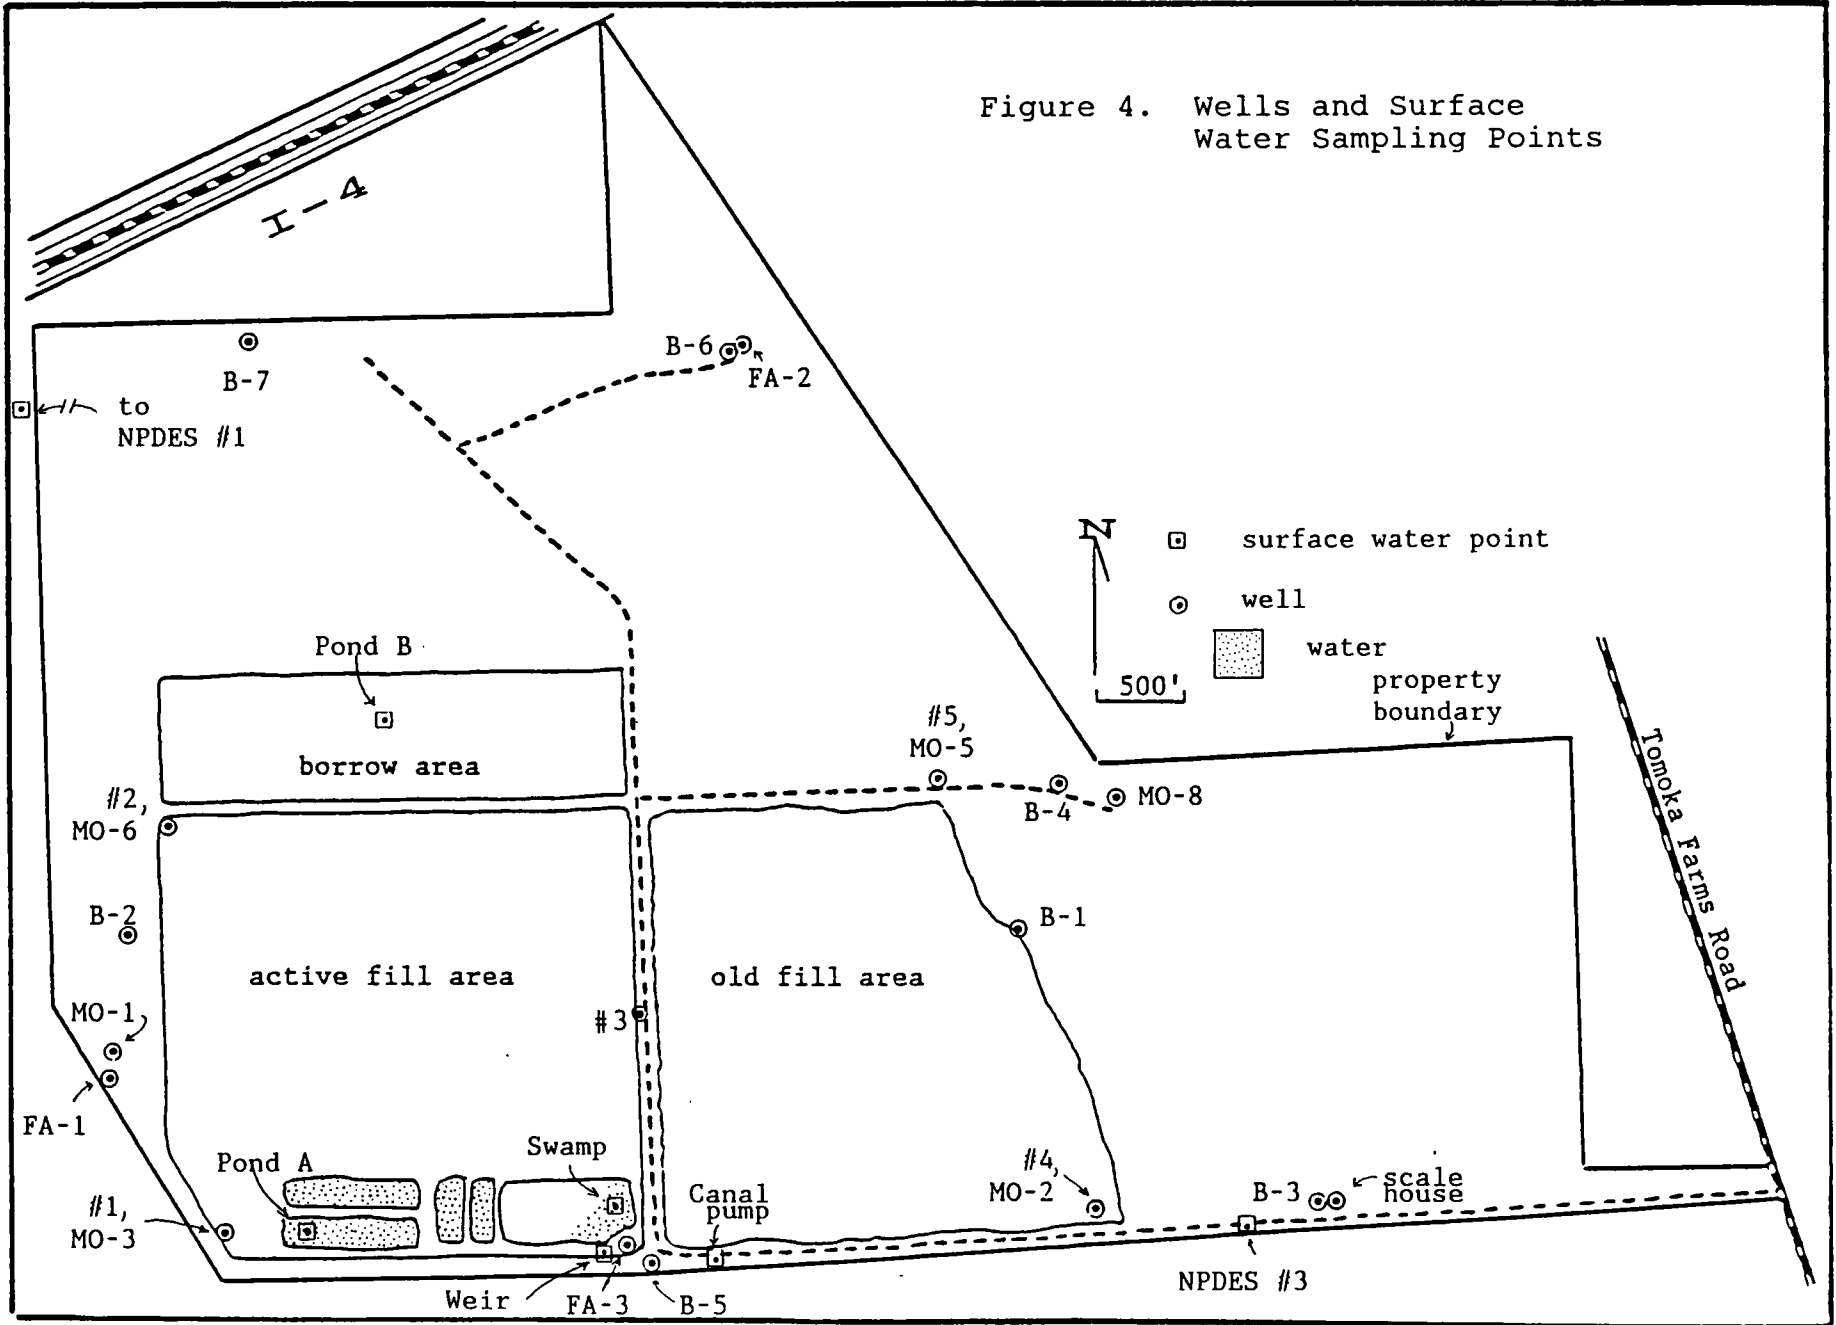 Figure 4. Wells and Surface
Water Sampling Points
I-4
B-7
B-6
FA-2
to
NPDES #1
N
surface water point
well
water
500'
property
boundary
Pond B
borrow area
#5,
MO-5
B-4
MO-8
#2,
MO-6
B-2
B-1
active fill area
old fill area
MO-1,
#3
FA-1
Tomoka Farms Road
Pond A
Swamp
#1,
MO-3
Canal
pump
#4,
MO-2
B-3
scale
house
Weir
FA-3
B-5
NPDES #3